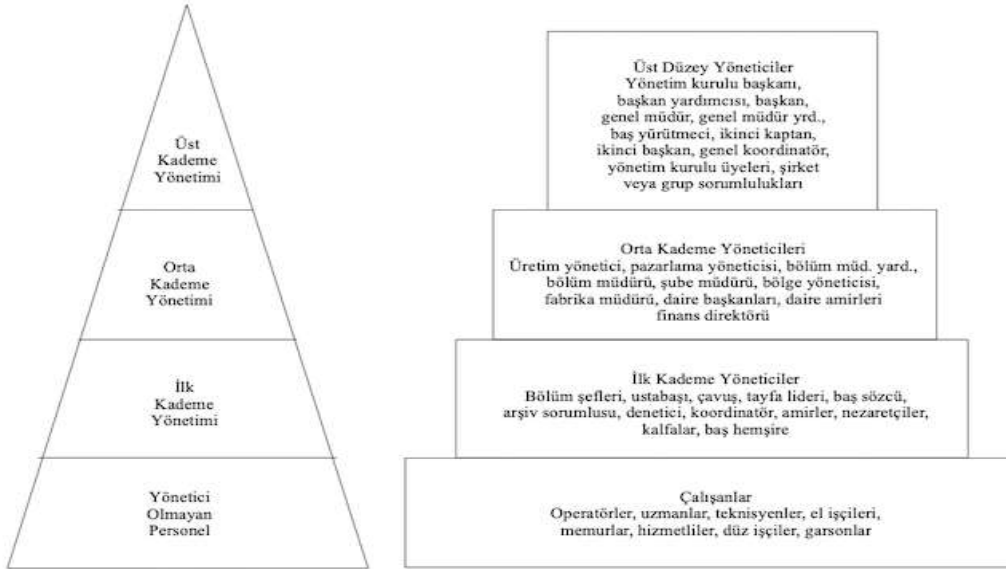 Üst
Kademe
Yönetimi
Orta
Kademe
Yönetimi
İlk
Kademe
Yönetimi
Yönetici
Olmayan
Personel
Üst Düzey Yöneticiler
Yönetim kurulu başkanı,
başkan yardımcısı, başkan,
genel müdür, genel müdür yrd.,
baş yürütmeci, ikinci kaptan,
ikinci başkan, genel koordinatör,
yönetim kurulu üyeleri, şirket
veya grup sorumlulukları
Orta Kademe Yöneticileri
Üretim yönetici, pazarlama yöneticisi, bölüm müd. yard.,
bölüm müdürü, şube müdürü, bölge yöneticisi,
fabrika müdürü, daire başkanları, daire amirleri
finans direktörü
İlk Kademe Yöneticiler
Bölüm şefleri, ustabaşı, çavuş, tayfa lideri, baş sözcü,
arşiv sorumlusu, denetici, koordinatör, amirler, nezaretçiler,
kalfalar, baş hemşire
Çalışanlar
Operatörler, uzmanlar, teknisyenler, el işçileri,
memurlar, hizmetliler, düz işçiler, garsonlar